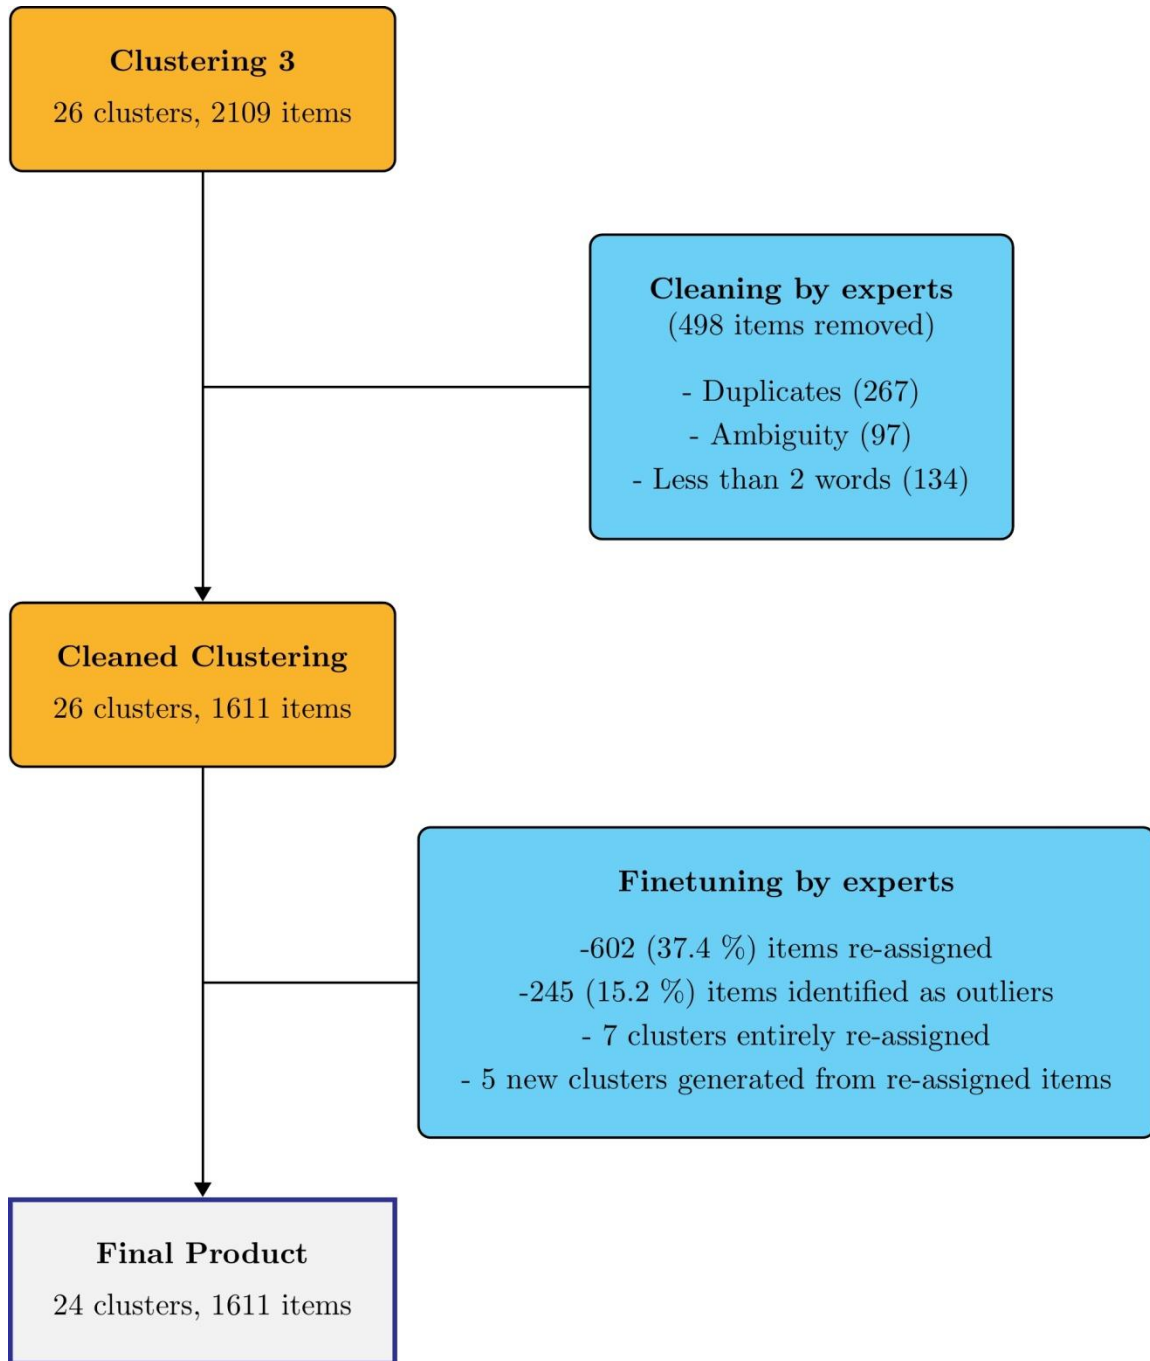 Clustering 3
26 clusters, 2109 items
Cleaning by experts
(498 items removed)
- Duplicates (267)
- Ambiguity (97)
- Less than 2 words (134)
Cleaned Clustering
26 clusters, 1611 items
Finetuning by experts
-602 (37.4 %) items re-assigned
-245 (15.2 %) items identified as outliers
- 7 clusters entirely re-assigned
- 5 new clusters generated from re-assigned items
Final Product
24 clusters, 1611 items